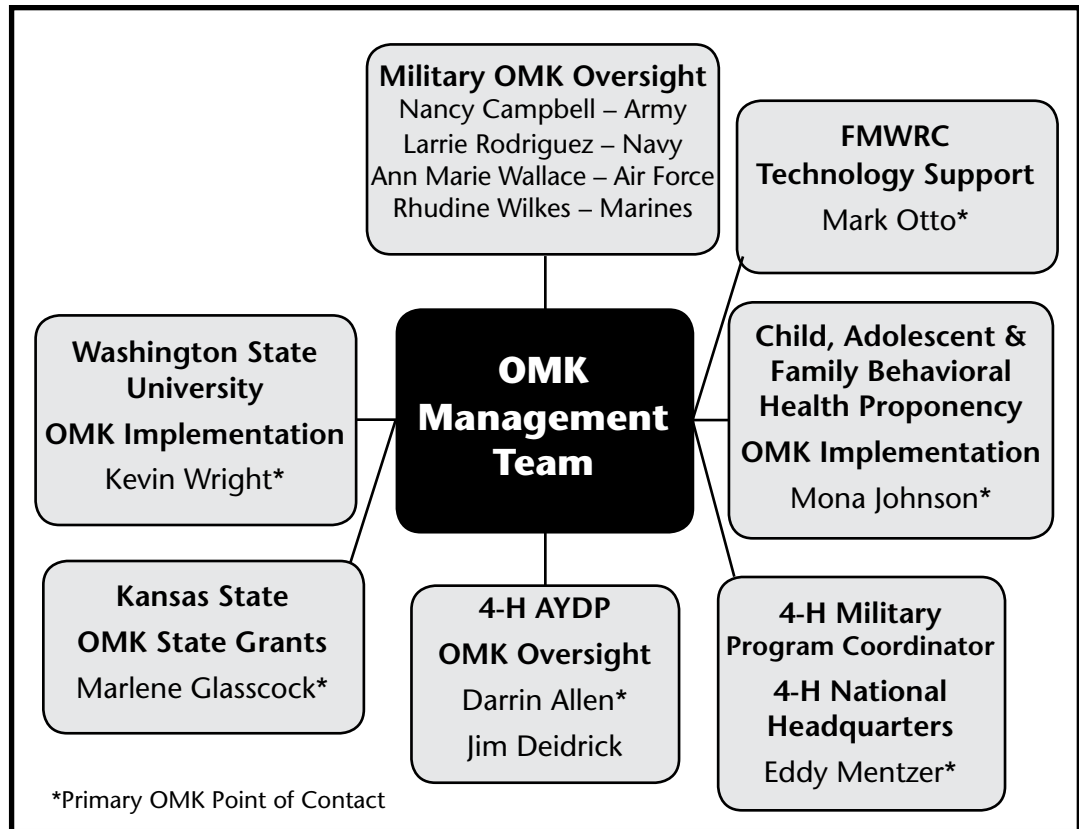 Military OMK Oversight
Nancy Campbell – Army
Larrie Rodriguez – Navy
Ann Marie Wallace – Air Force
Rhudine Wilkes – Marines
FMWRC
Technology Support
Mark Otto*
Washington State
University
OMK Implementation
Kevin Wright*
OMK
Management
Team
Child, Adolescent &
Family Behavioral
Health Proponency
OMK Implementation
Mona Johnson*
Kansas State
OMK State Grants
Marlene Glasscock*
4-H AYDP
OMK Oversight
Darrin Allen*
Jim Deidrick
4-H Military
Program Coordinator
4-H National
Headquarters
Eddy Mentzer*
*Primary OMK Point of Contact